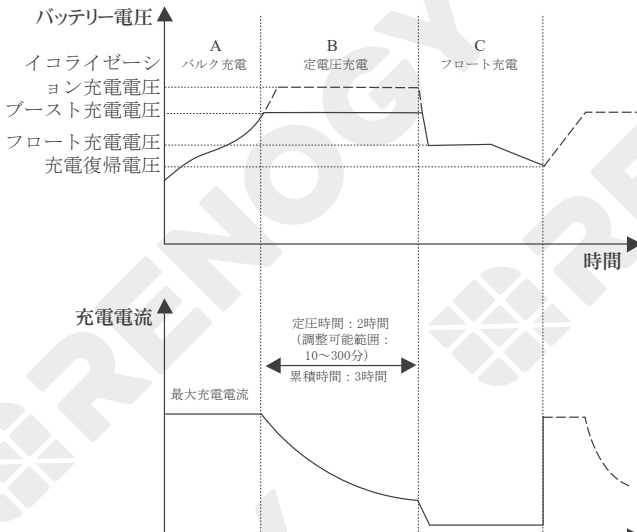 バッテリー電圧
A
バルク充電
B
定電圧充電
C
フロート充電
イコライゼーシ
ョン充電電圧
ブースト充電電圧
フロート充電電圧
充電復帰電圧
時間
充電電流
定圧時間：2時間
（調整可能範囲：
10～300分）
累積時間：3時間
最大充電電流
RENOGY
RE